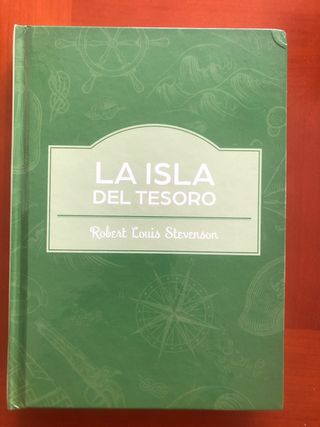 LA ISLA
DEL TESORO
Robert Louis Stevenson